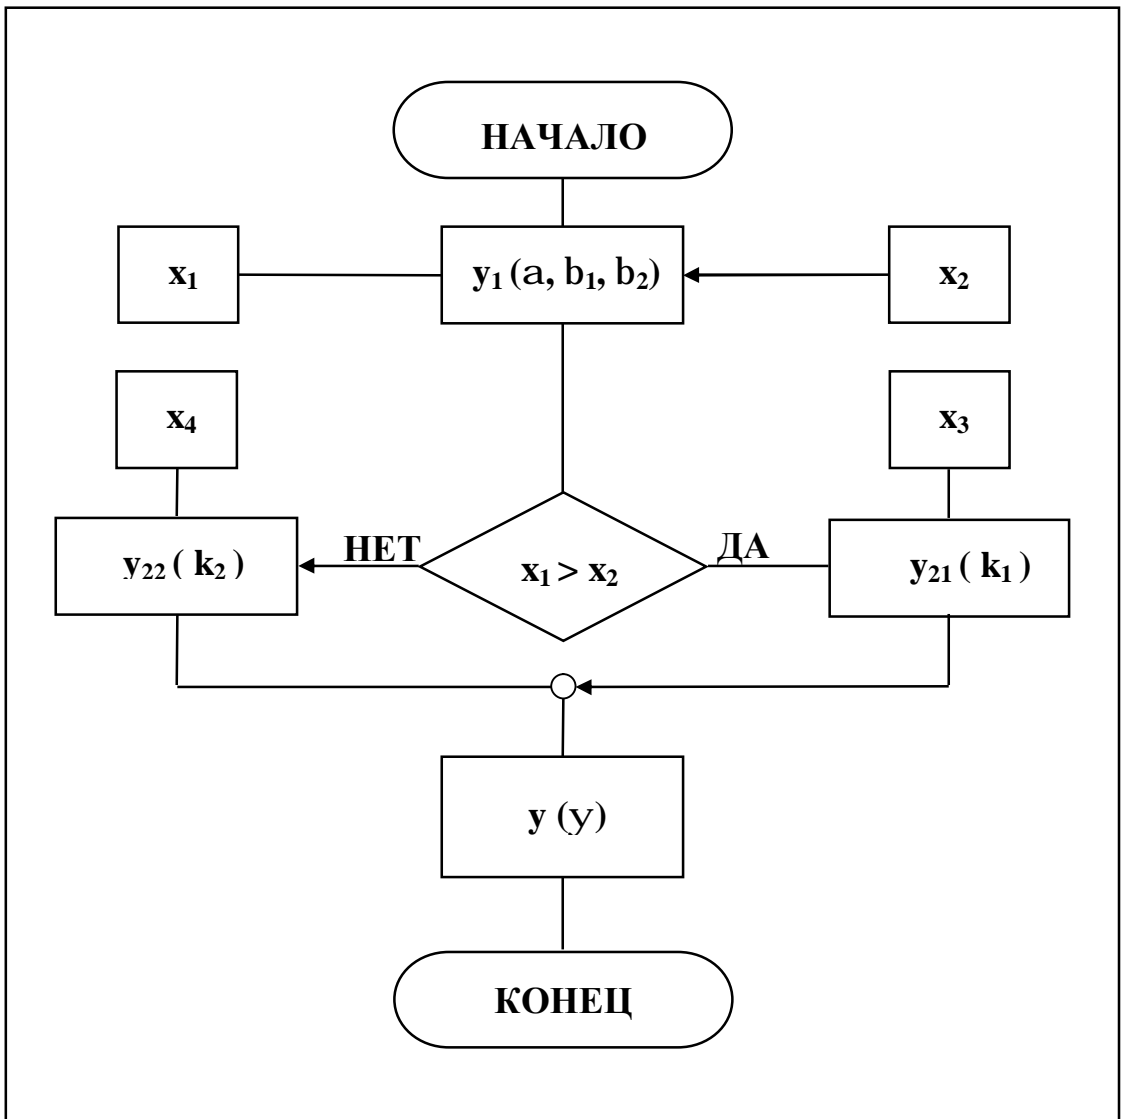 НАЧАЛО
x₁
y₁ (a, b₁, b₂)
x₂
x₄
x₃
НЕТ
ДА
y₂₂ ( k₂ )
x₁ > x₂
y₂₁ ( k₁ )
y (y)
КОНЕЦ